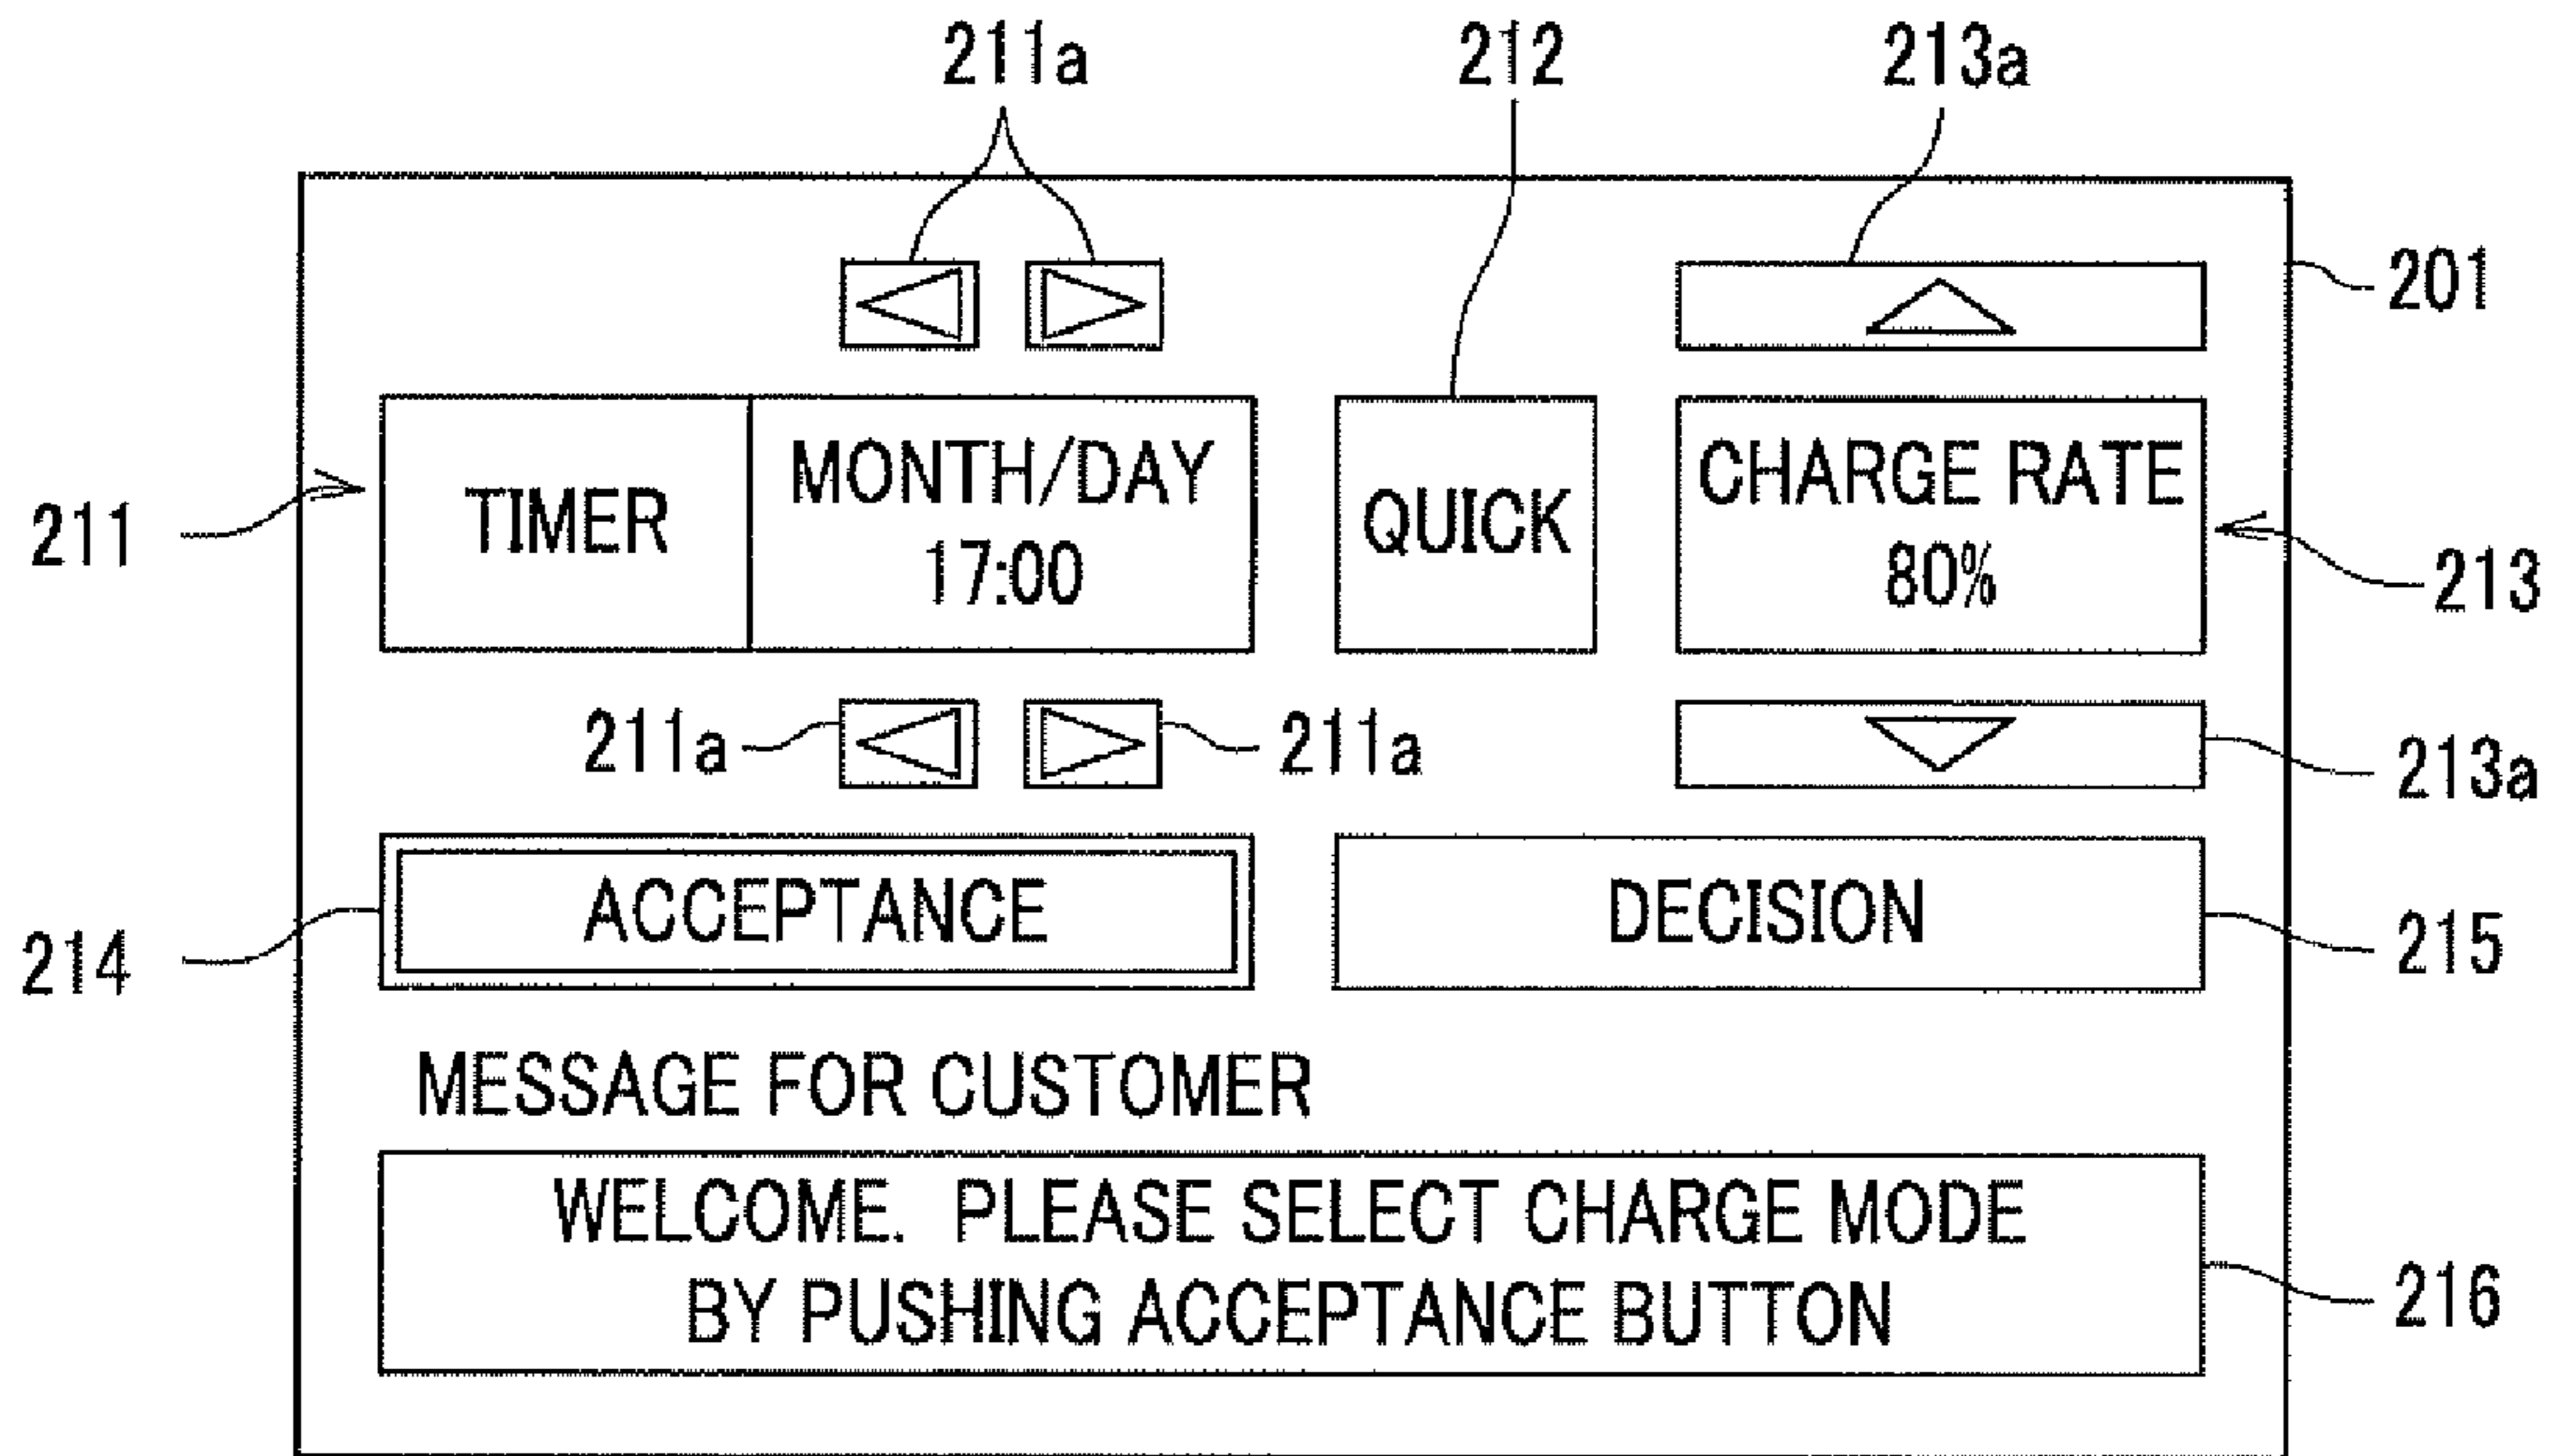 211a 212 213a
201
TIMER MONTH/DAY 17:00 QUICK CHARGE RATE 80%
211 213
211a 211a 213a
ACCEPTANCE DECISION
214 215
MESSAGE FOR CUSTOMER
WELCOME. PLEASE SELECT CHARGE MODE
BY PUSHING ACCEPTANCE BUTTON
216